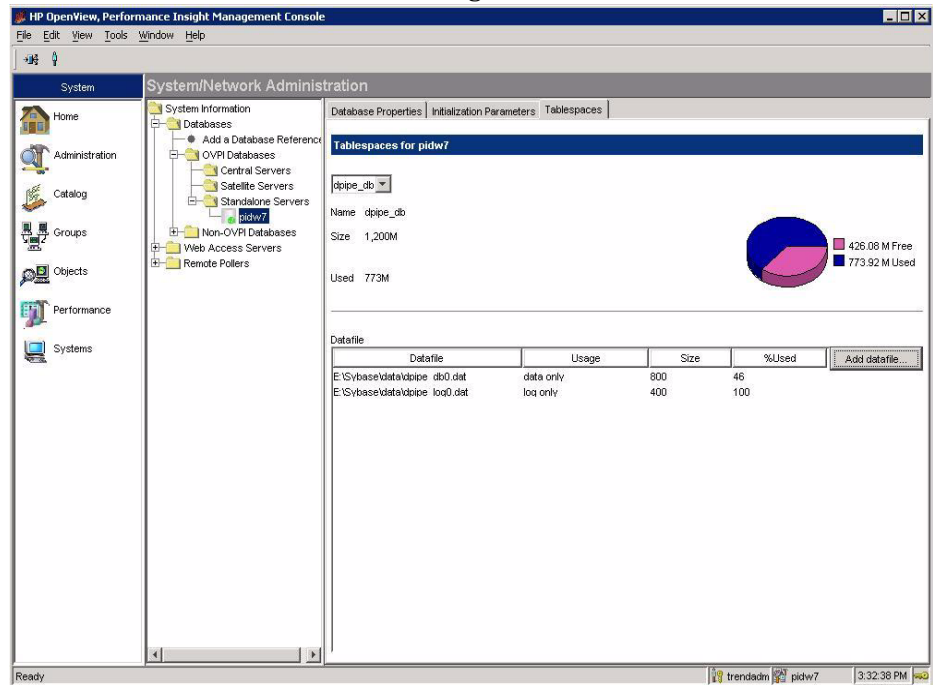 HP OpenView, Performance Insight Management Console
File Edit View Tools Window Help
System
System/Network Administration
Home
Administration
Catalog
Groups
Objects
Performance
Systems
System Information
Databases
Add a Database Reference
OVPI Databases
Central Servers
Satellite Servers
Standalone Servers
pidw7
Non-OVPI Databases
Web Access Servers
Remote Pollers
Database Properties Initialization Parameters Tablespaces
Tablespaces for pidw7
dpipe_db
Name dpipe_db
Size 1,200M
Used 773M
426.08 M Free
773.92 M Used
Datafile
Datafile Usage Size %Used Add datafile...
E:\Sybase\data\dpipe_db0.dat data only 800 46
E:\Sybase\data\dpipe_log0.dat log only 400 100
Ready trendadm pidw7 3:32:38 PM